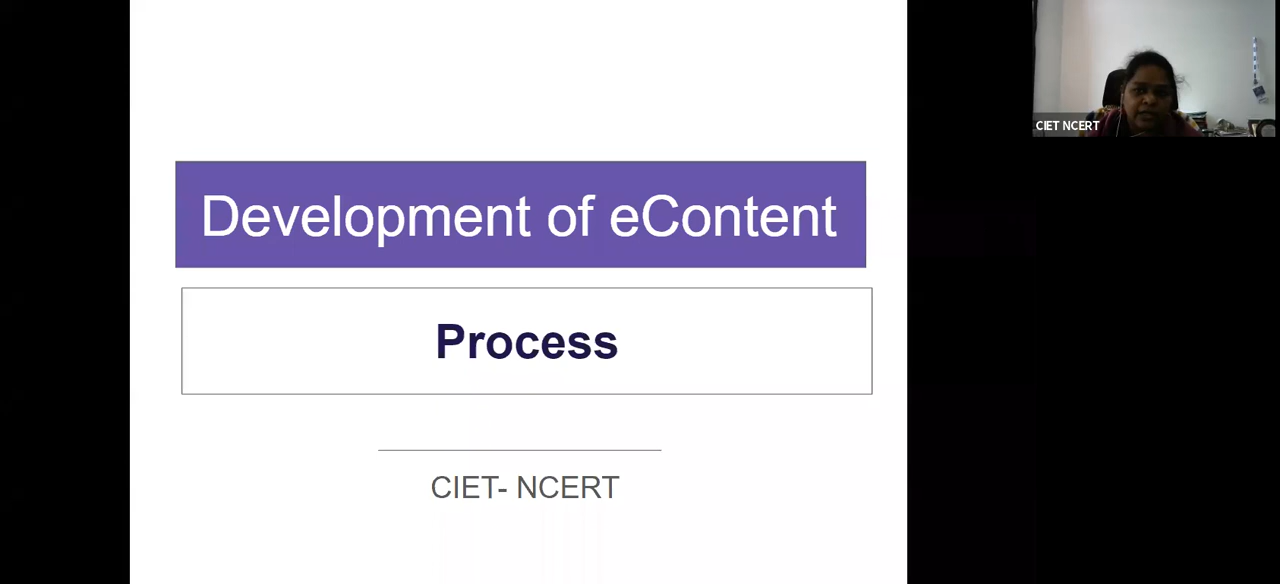 Development of eContent
Process
CIET- NCERT
CIET NCERT